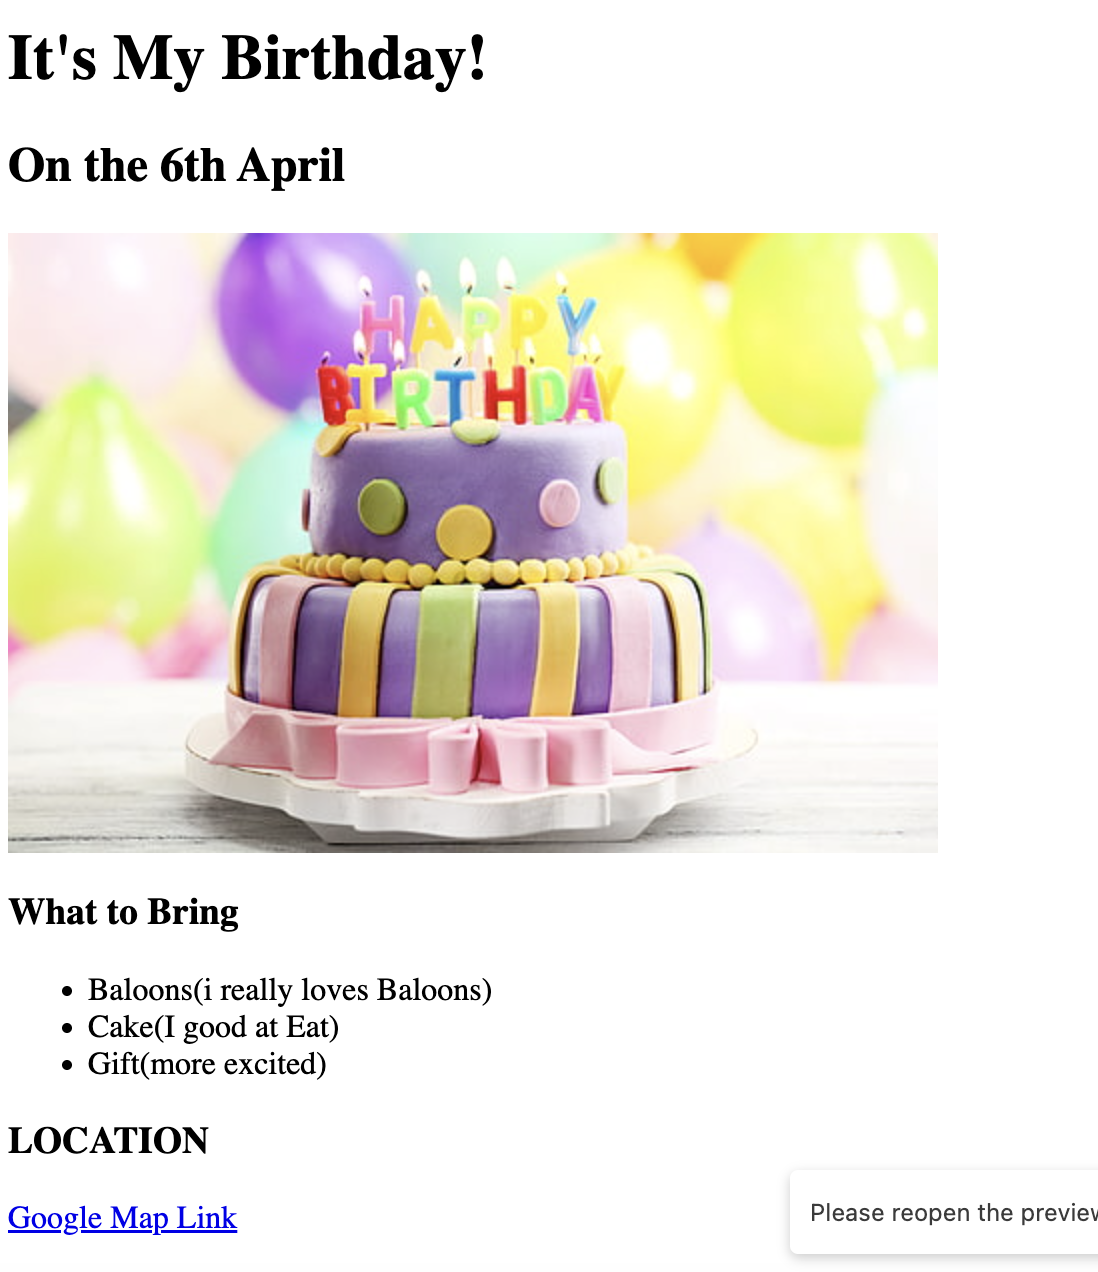 It's My Birthday!
On the 6th April
HAPPY
BIRTHDAY
What to Bring
Baloons(i really loves Baloons)
Cake(I good at Eat)
Gift(more excited)
LOCATION
Google Map Link
Please reopen the preview